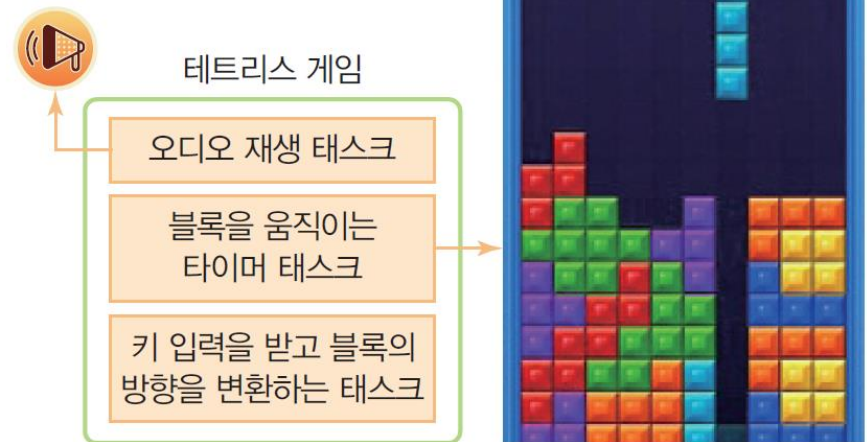 테트리스 게임
오디오 재생 태스크
블록을 움직이는
타이머 태스크
키 입력을 받고 블록의
방향을 변환하는 태스크